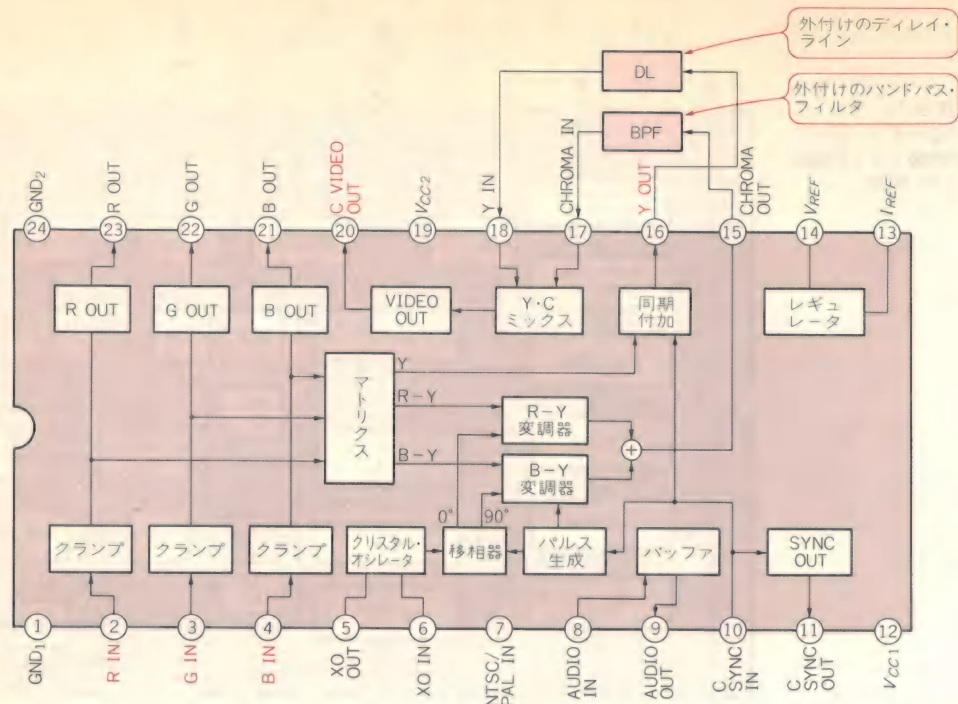 外付けのディレイ・
ライン
外付けのバンドパス・
フィルタ
DL
BPF
GND2
R OUT
G OUT
B OUT
C VIDEO
OUT
VCC2
Y IN
CHROMA IN
Y OUT
CHROMA
OUT
VREF
IREF
24
23
22
21
20
19
18
17
16
15
14
13
R OUT
G OUT
B OUT
VIDEO
OUT
Y・C
ミックス
同期
付加
レギュ
レータ
マトリクス
Y
R-Y
B-Y
R-Y
変調器
B-Y
変調器
+
0°
90°
クランプ
クランプ
クランプ
クリスタル・
オシレータ
移相器
パルス
生成
バッファ
SYNC
OUT
1
2
3
4
5
6
7
8
9
10
11
12
GND1
R IN
G IN
B IN
XO
OUT
XO IN
NTSC/
PAL IN
AUDIO
IN
AUDIO
OUT
C
SYNC
IN
C
SYNC
OUT
VCC1